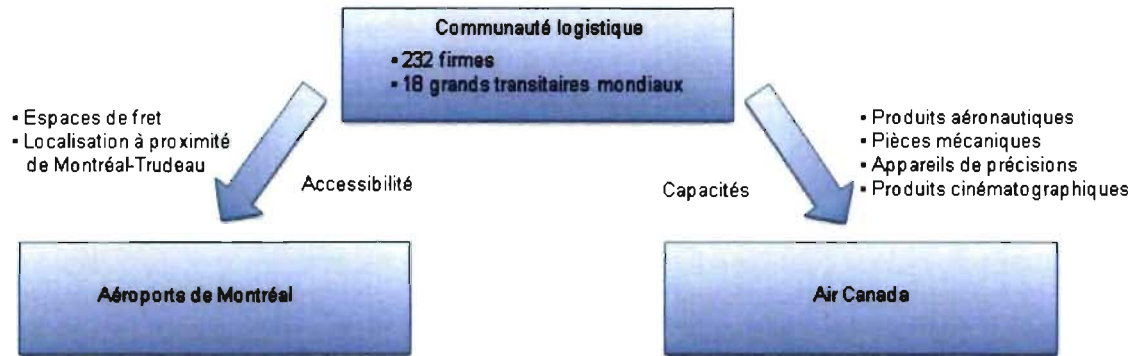 Communauté logistique
▪ 232 firmes
▪ 18 grands transitaires mondiaux
▪ Espaces de fret
▪ Localisation à proximité
de Montréal-Trudeau
Accessibilité
Capacités
▪ Produits aéronautiques
▪ Pièces mécaniques
▪ Appareils de précisions
▪ Produits cinématographiques
Aéroports de Montréal
Air Canada